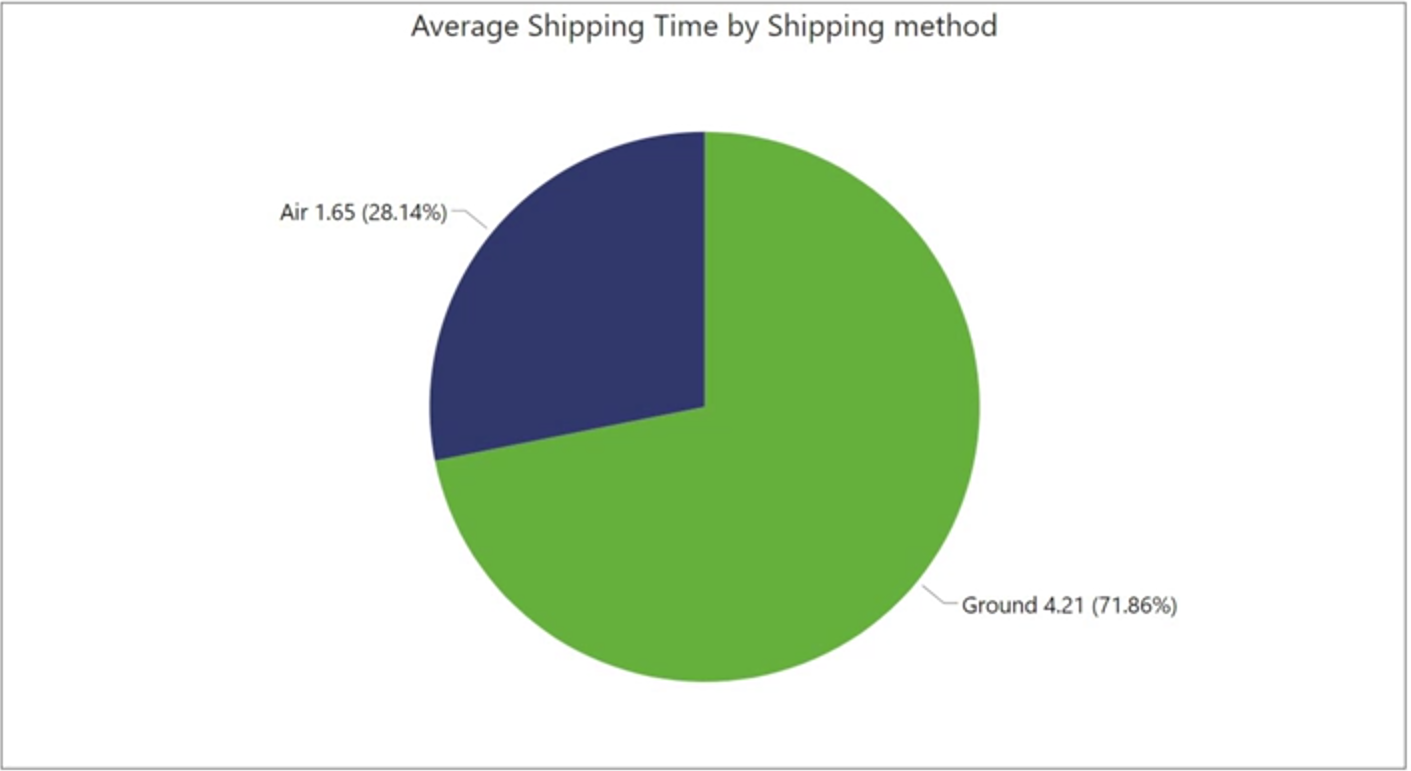 Average Shipping Time by Shipping method
Air 1.65 (28.14%)
Ground 4.21 (71.86%)